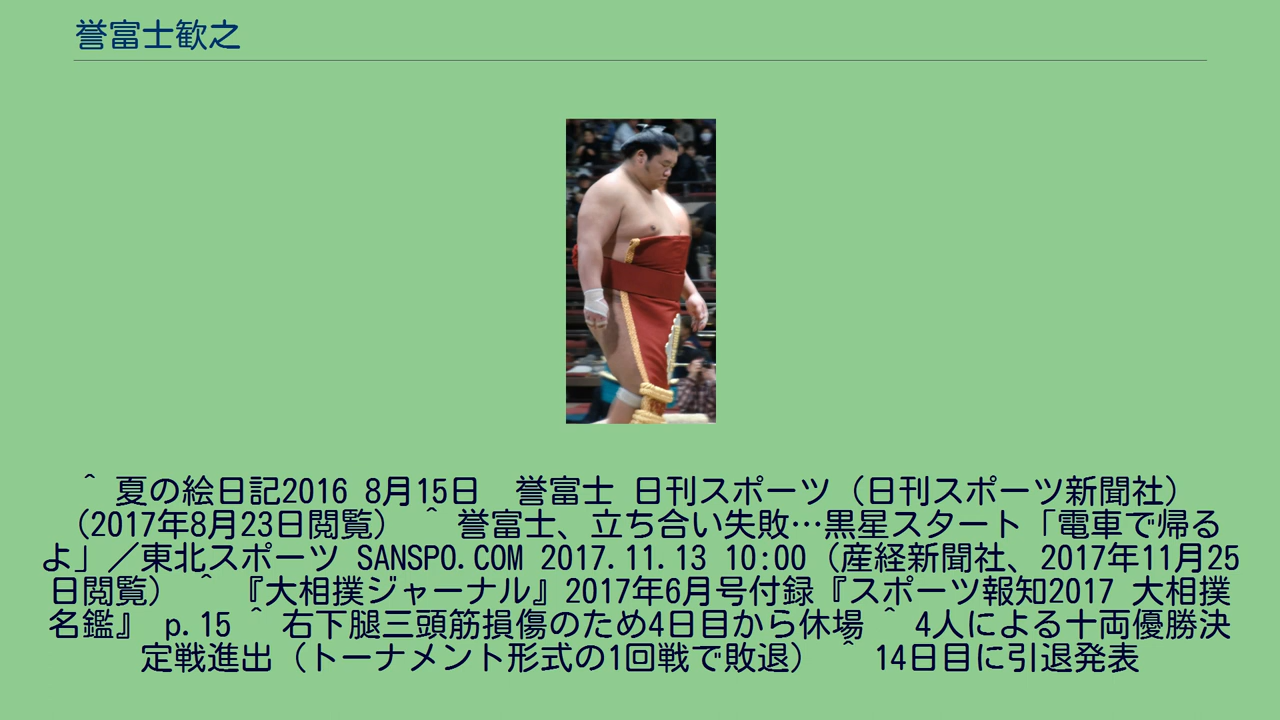 誉富士歓之
^ 夏の絵日記2016 8月15日　誉富士 日刊スポーツ（日刊スポーツ新聞社）
（2017年8月23日閲覧） ^ 誉富士、立ち合い失敗…黒星スタート「電車で帰る
よ」／東北スポーツ SANSPO.COM 2017.11.13 10:00（産経新聞社、2017年11月25
日閲覧） ^ 『大相撲ジャーナル』2017年6月号付録『スポーツ報知2017 大相撲
名鑑』 p.15 ^ 右下腿三頭筋損傷のため4日目から休場 ^ 4人による十両優勝決
定戦進出（トーナメント形式の1回戦で敗退） ^ 14日目に引退発表